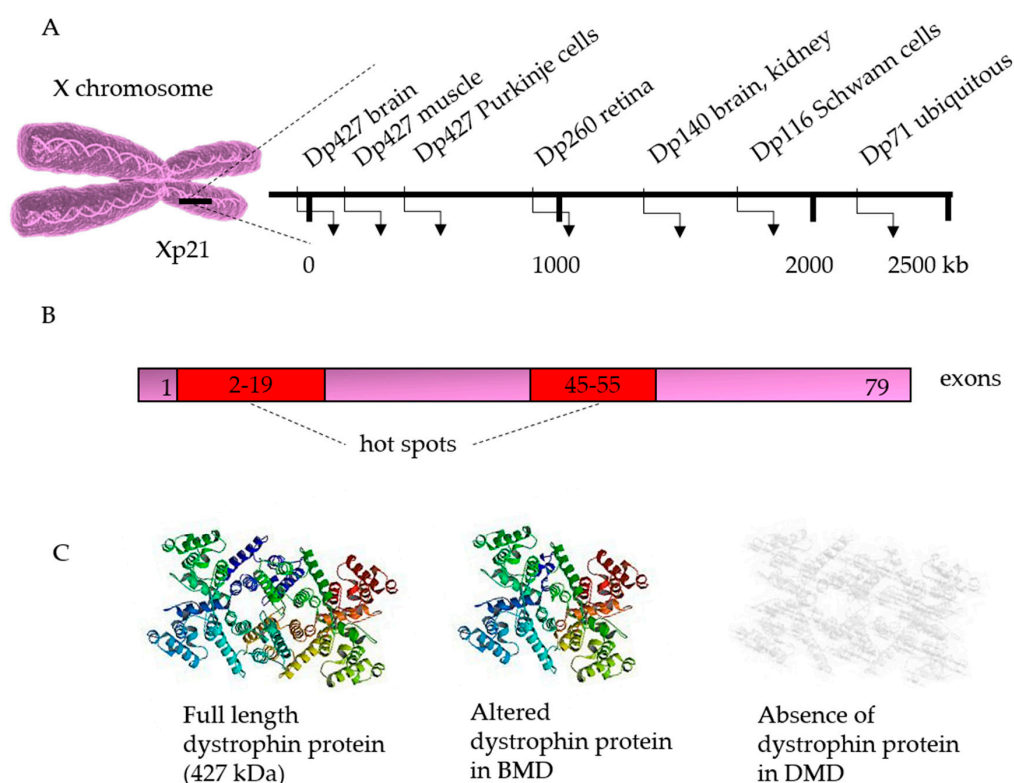 A
X chromosome
Dp427 brain
Dp427 muscle
Dp427 Purkinje cells
Dp260 retina
Dp140 brain, kidney
Dp116 Schwann cells
Dp71 ubiquitous
Xp21
0 1000 2000 2500 kb
B
1 2-19 45-55 79 exons
hot spots
C
Full length
dystrophin protein
(427 kDa)
Altered
dystrophin protein
in BMD
Absence of
dystrophin protein
in DMD